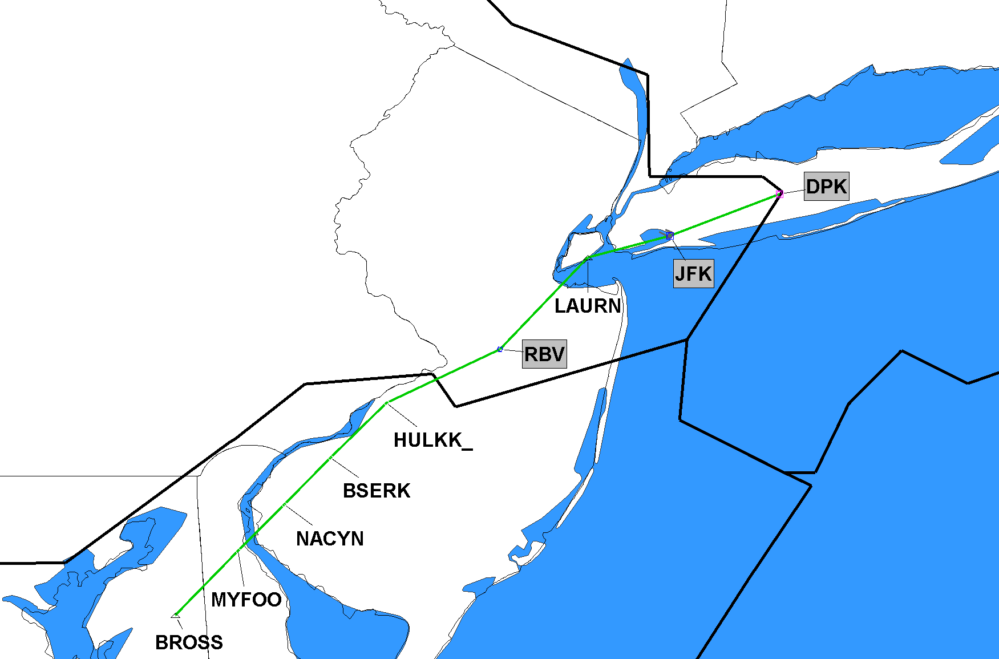 DPK
JFK
LAURN
RBV
HULKK_
BSERK
NACYN
MYFOO
BROSS